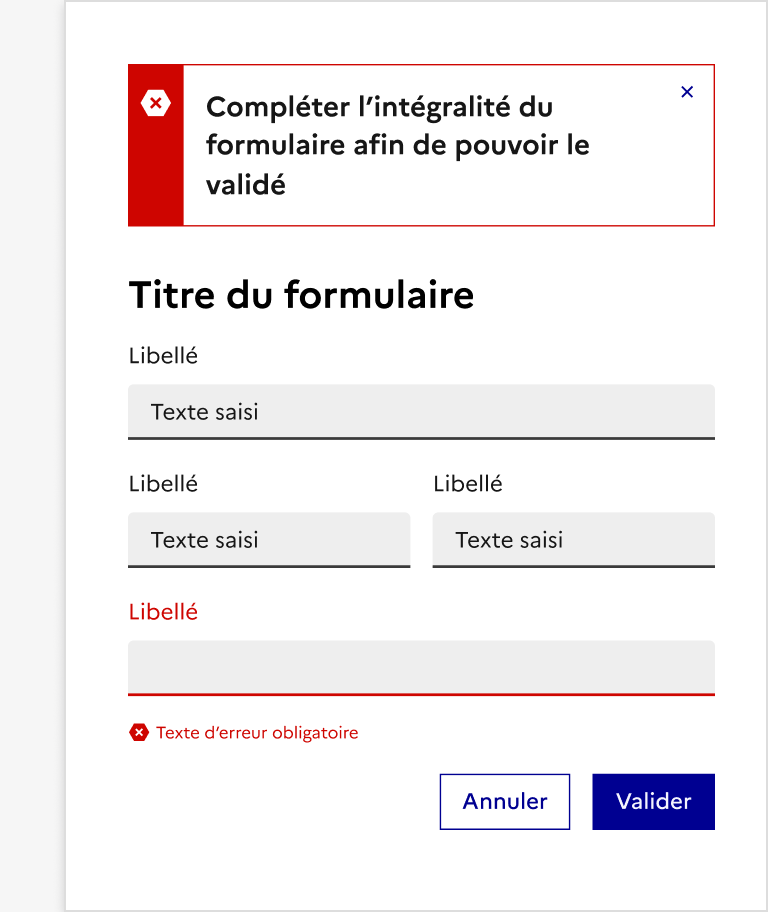 Compléter l’intégralité du
formulaire afin de pouvoir le
validé
Titre du formulaire
Libellé
Texte saisi
Libellé
Libellé
Texte saisi
Texte saisi
Libellé
Texte d’erreur obligatoire
Annuler
Valider